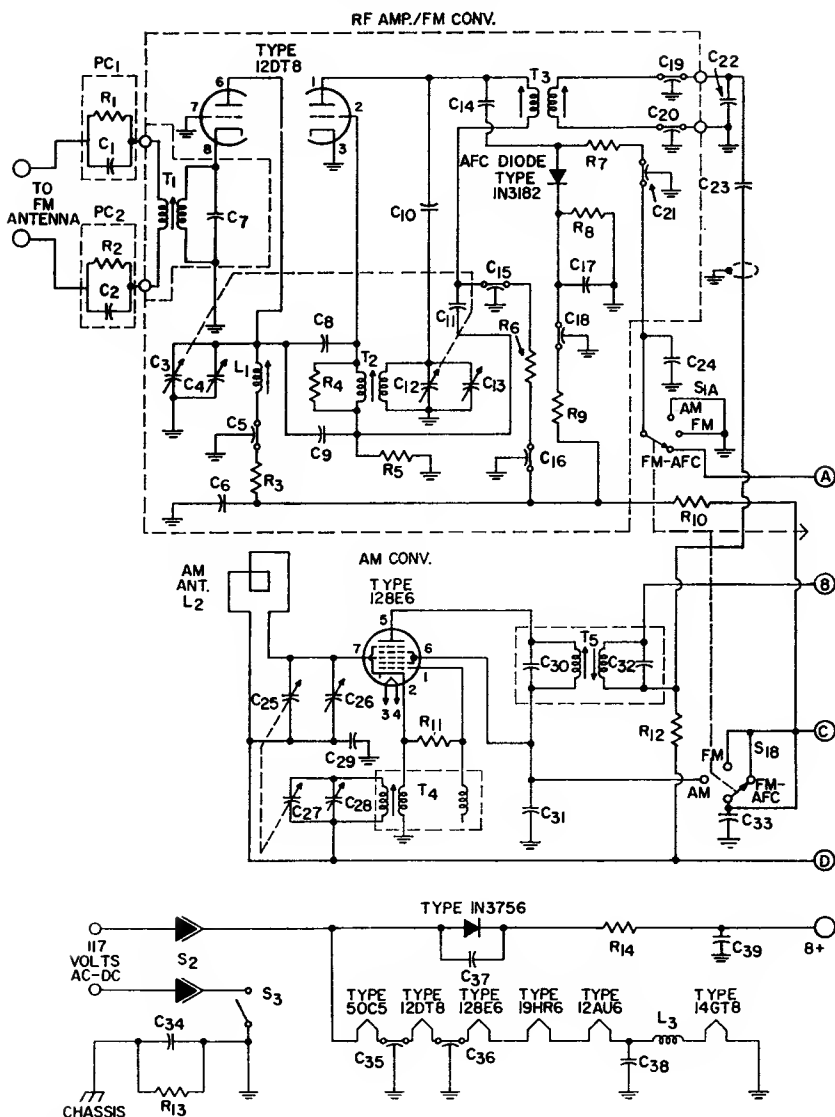 RF AMP./FM CONV.
TYPE
12DT8
PC1
R1
C1
TO
FM
ANTENNA
PC2
R2
C2
T1
6
7
8
C7
1
2
3
C14
T3
C19
C22
C20
AFC DIODE
TYPE
IN3182
R7
C21
C23
C10
R8
C17
C15
C11
R6
C18
C24
C3
C4
L1
C8
R4
T2
C12
C13
R9
S1A
AM
FM
FM-AFC
C5
C9
R5
C16
A
C6
R3
R10
AM
ANT.
L2
AM CONV.
TYPE
128E6
5
7
6
1
2
3 4
B
T5
C30
C32
C25
C26
R11
C29
R12
FM
S18
C
AM
FM-
AFC
C27
C28
T4
C31
C33
D
117
VOLTS
AC-DC
S2
TYPE IN3756
C37
R14
C39
8+
S3
C34
R13
CHASSIS
TYPE
50C5
TYPE
12DT8
TYPE
128E6
TYPE
19HR6
TYPE
12AU6
L3
TYPE
14GT8
C35
C36
C38